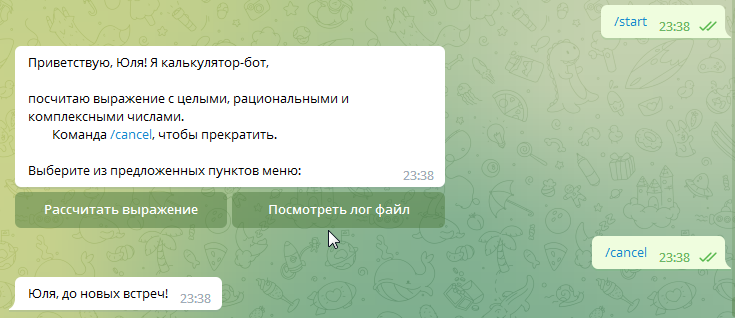 /start 23:38
Приветствую, Юля! Я калькулятор-бот,
посчитаю выражение с целыми, рациональными и
комплексными числами.
Команда /cancel, чтобы прекратить.
Выберите из предложенных пунктов меню:
23:38
Рассчитать выражение
Посмотреть лог файл
/cancel 23:38
Юля, до новых встреч! 23:38